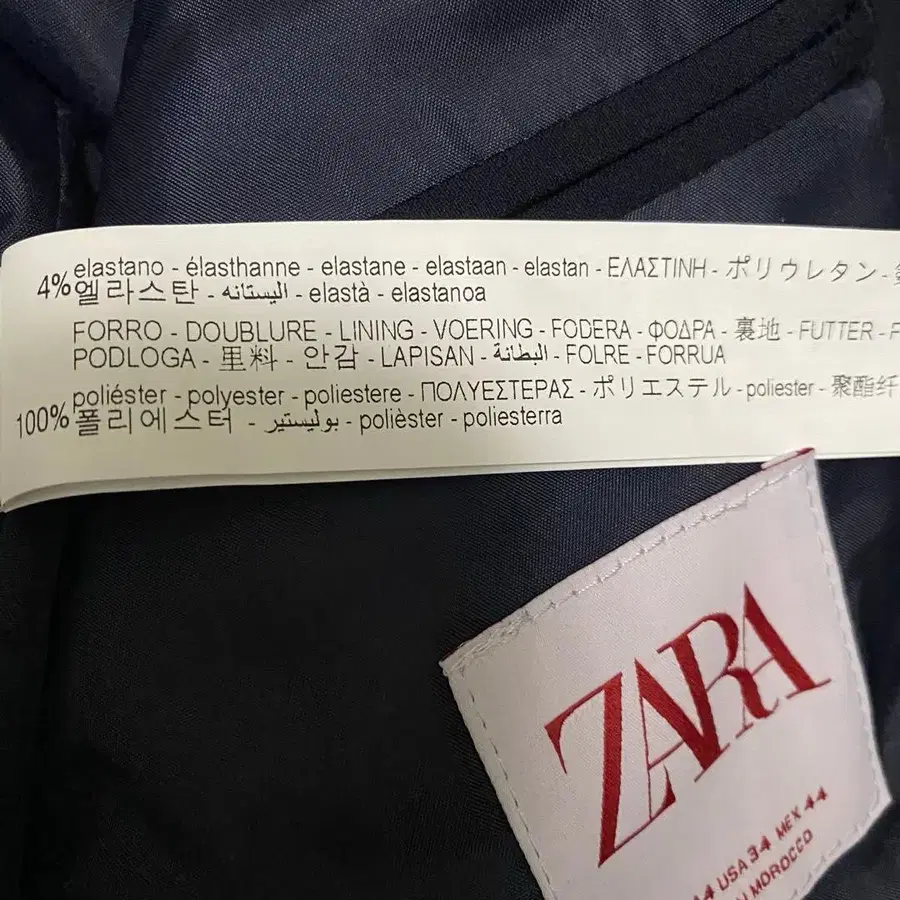 4% elastano - élasthanne - elastane - elastaan - elastan - ΕΛΑΣΤΙΝΗ - ポリウレタン -
엘라스탄 - اليستانه - elastà - elastanoa
FORRO - DOUBLURE - LINING - VOERING - FODERA - ΦΟΔΡΑ - 裏地 - FUTTER -
PODLOGA - 里料 - 안감 - LAPISAN - البطانة - FOLRE - FORRUA
100% poliéster - polyester - poliestere - ΠΟΛΥΕΣΤΕΡΑΣ - ポリエステル - poliester - 聚酯纤
폴리에스터 - بوليستير - polièster - poliesterra
ZARA
USA 34 MEX 44
MOROCCO